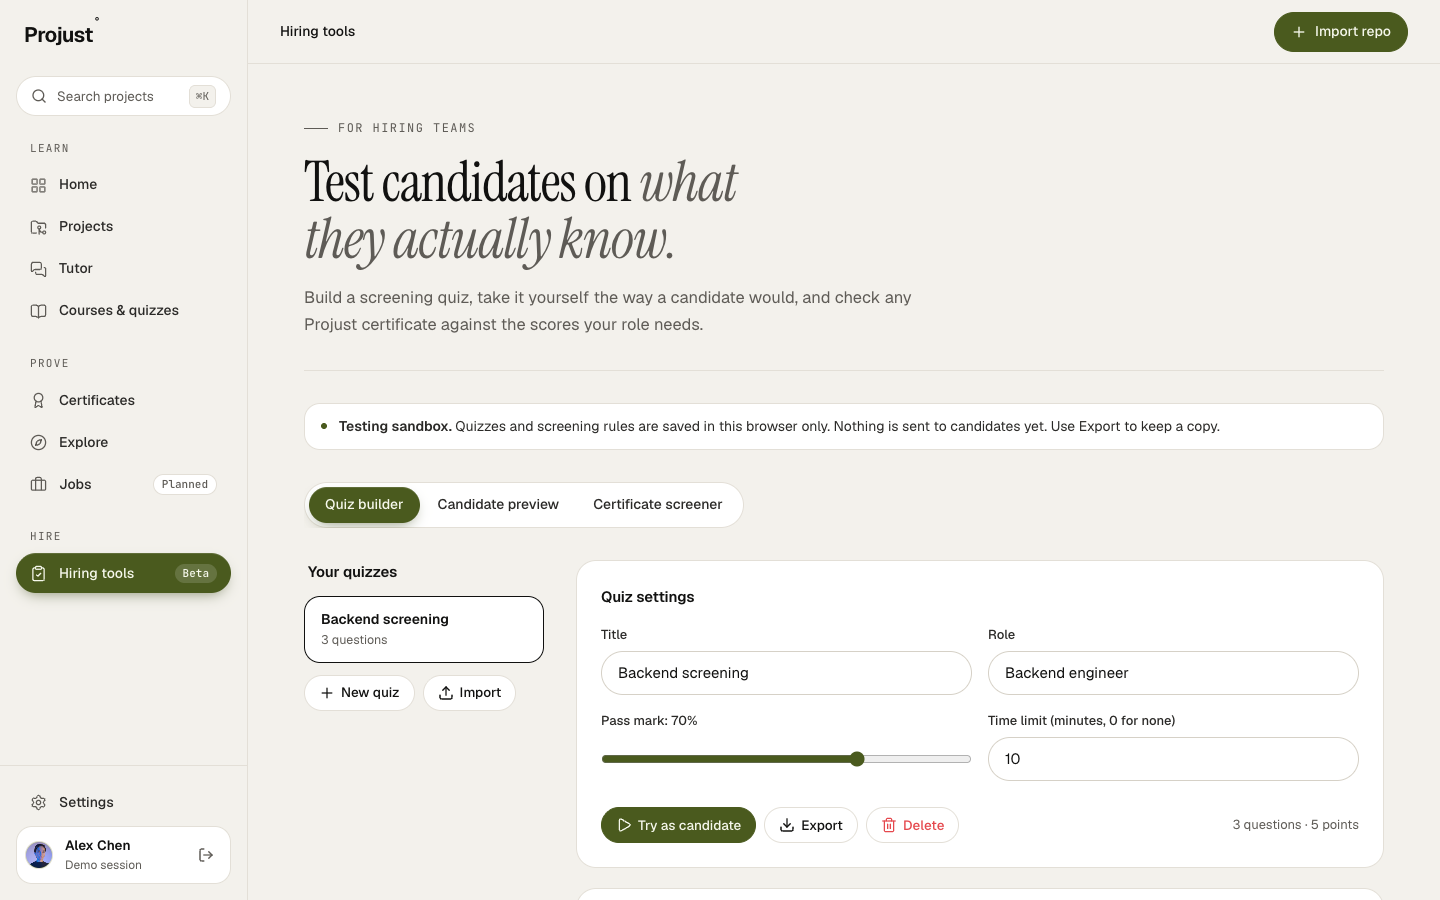 Projust
Search projects
⌘K
LEARN
Home
Projects
Tutor
Courses & quizzes
PROVE
Certificates
Explore
Jobs
Planned
HIRE
Hiring tools
Beta
Settings
Alex Chen
Demo session
Hiring tools
Import repo
FOR HIRING TEAMS
Test candidates on what
they actually know.
Build a screening quiz, take it yourself the way a candidate would, and check any
Projust certificate against the scores your role needs.
Testing sandbox. Quizzes and screening rules are saved in this browser only. Nothing is sent to candidates yet. Use Export to keep a copy.
Quiz builder
Candidate preview
Certificate screener
Your quizzes
Backend screening
3 questions
New quiz
Import
Quiz settings
Title
Role
Backend screening
Backend engineer
Pass mark: 70%
Time limit (minutes, 0 for none)
10
Try as candidate
Export
Delete
3 questions · 5 points